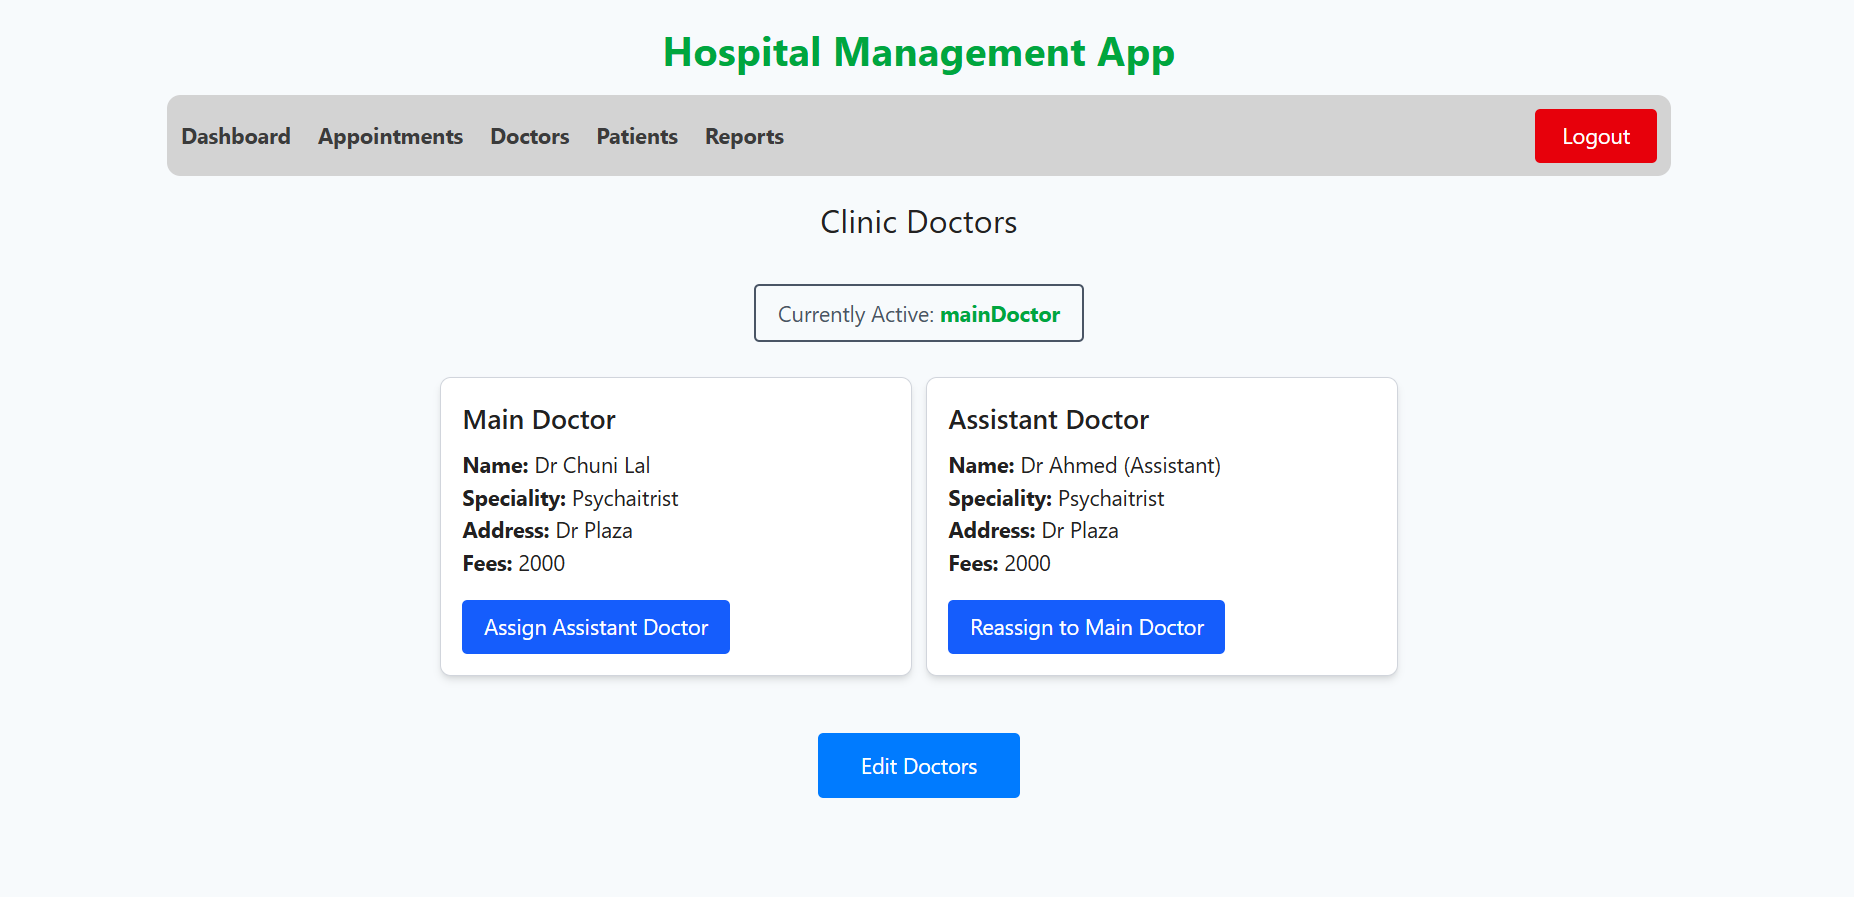 Hospital Management App
Dashboard Appointments Doctors Patients Reports Logout
Clinic Doctors
Currently Active: mainDoctor
Main Doctor
Name: Dr Chuni Lal
Speciality: Psychaitrist
Address: Dr Plaza
Fees: 2000
Assign Assistant Doctor
Assistant Doctor
Name: Dr Ahmed (Assistant)
Speciality: Psychaitrist
Address: Dr Plaza
Fees: 2000
Reassign to Main Doctor
Edit Doctors